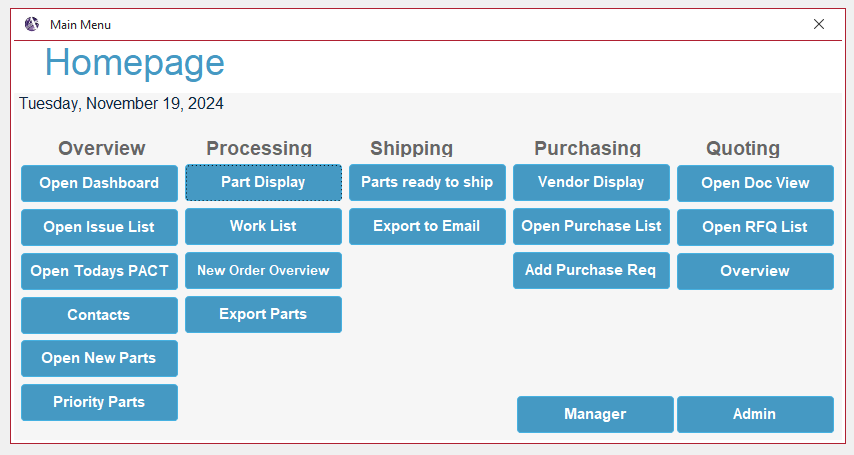 Main Menu
Homepage
Tuesday, November 19, 2024
Overview
Open Dashboard
Open Issue List
Open Todays PACT
Contacts
Open New Parts
Priority Parts
Processing
Part Display
Work List
New Order Overview
Export Parts
Shipping
Parts ready to ship
Export to Email
Purchasing
Vendor Display
Open Purchase List
Add Purchase Req
Quoting
Open Doc View
Open RFQ List
Overview
Manager
Admin